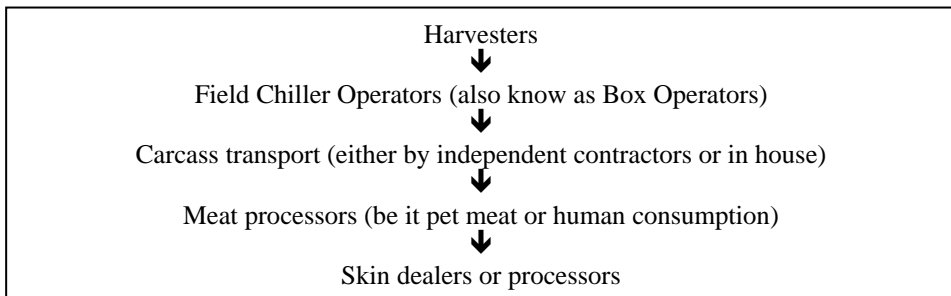 Harvesters
Field Chiller Operators (also know as Box Operators)
Carcass transport (either by independent contractors or in house)
Meat processors (be it pet meat or human consumption)
Skin dealers or processors